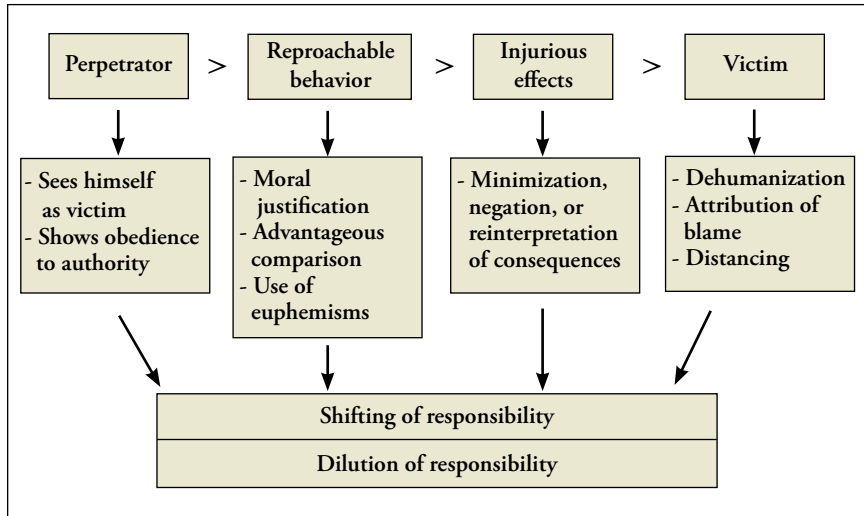 Perpetrator > Reproachable behavior > Injurious effects > Victim
- Sees himself
as victim
- Shows obedience
to authority
- Moral
justification
- Advantageous
comparison
- Use of
euphemisms
- Minimization,
negation, or
reinterpretation
of consequences
- Dehumanization
- Attribution of
blame
- Distancing
Shifting of responsibility
Dilution of responsibility